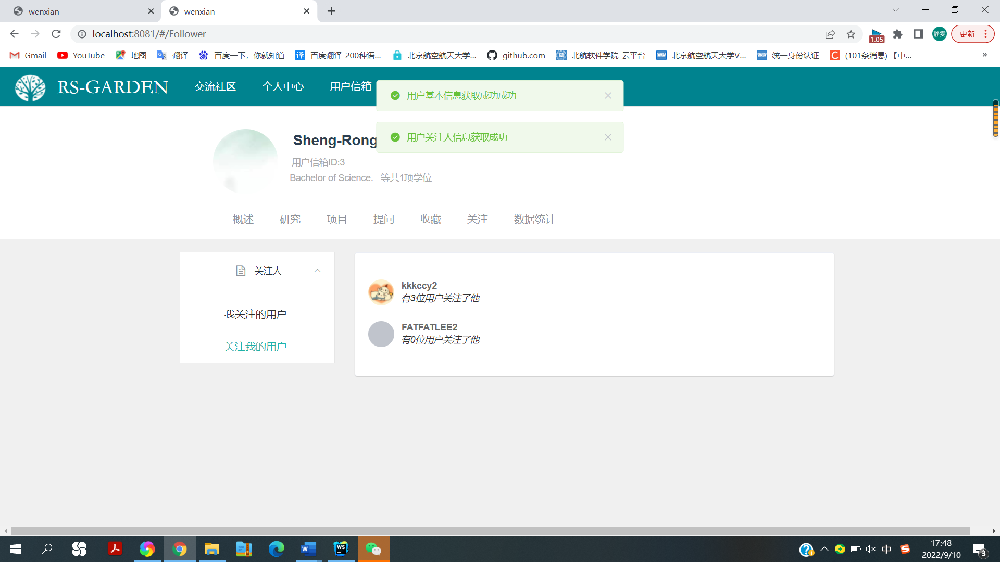 wenxian
wenxian
localhost:8081/#/Follower
1.05
静雯
更新
Gmail
YouTube
地图
翻译
百度一下，你就知道
百度翻译-200种语...
北京航空航天大学...
github.com
北航软件学院-云平台
北京航空航天大学V...
统一身份认证
(101条消息) 【中...
»
RS-GARDEN
交流社区
个人中心
用户信箱
用户基本信息获取成功成功
用户关注人信息获取成功
Sheng-Rong
用户信箱ID:3
Bachelor of Science. 等共1项学位
概述
研究
项目
提问
收藏
关注
数据统计
关注人
我关注的用户
关注我的用户
kkkccy2
有3位用户关注了他
FATFATLEE2
有0位用户关注了他
中
17:48
2022/9/10
3